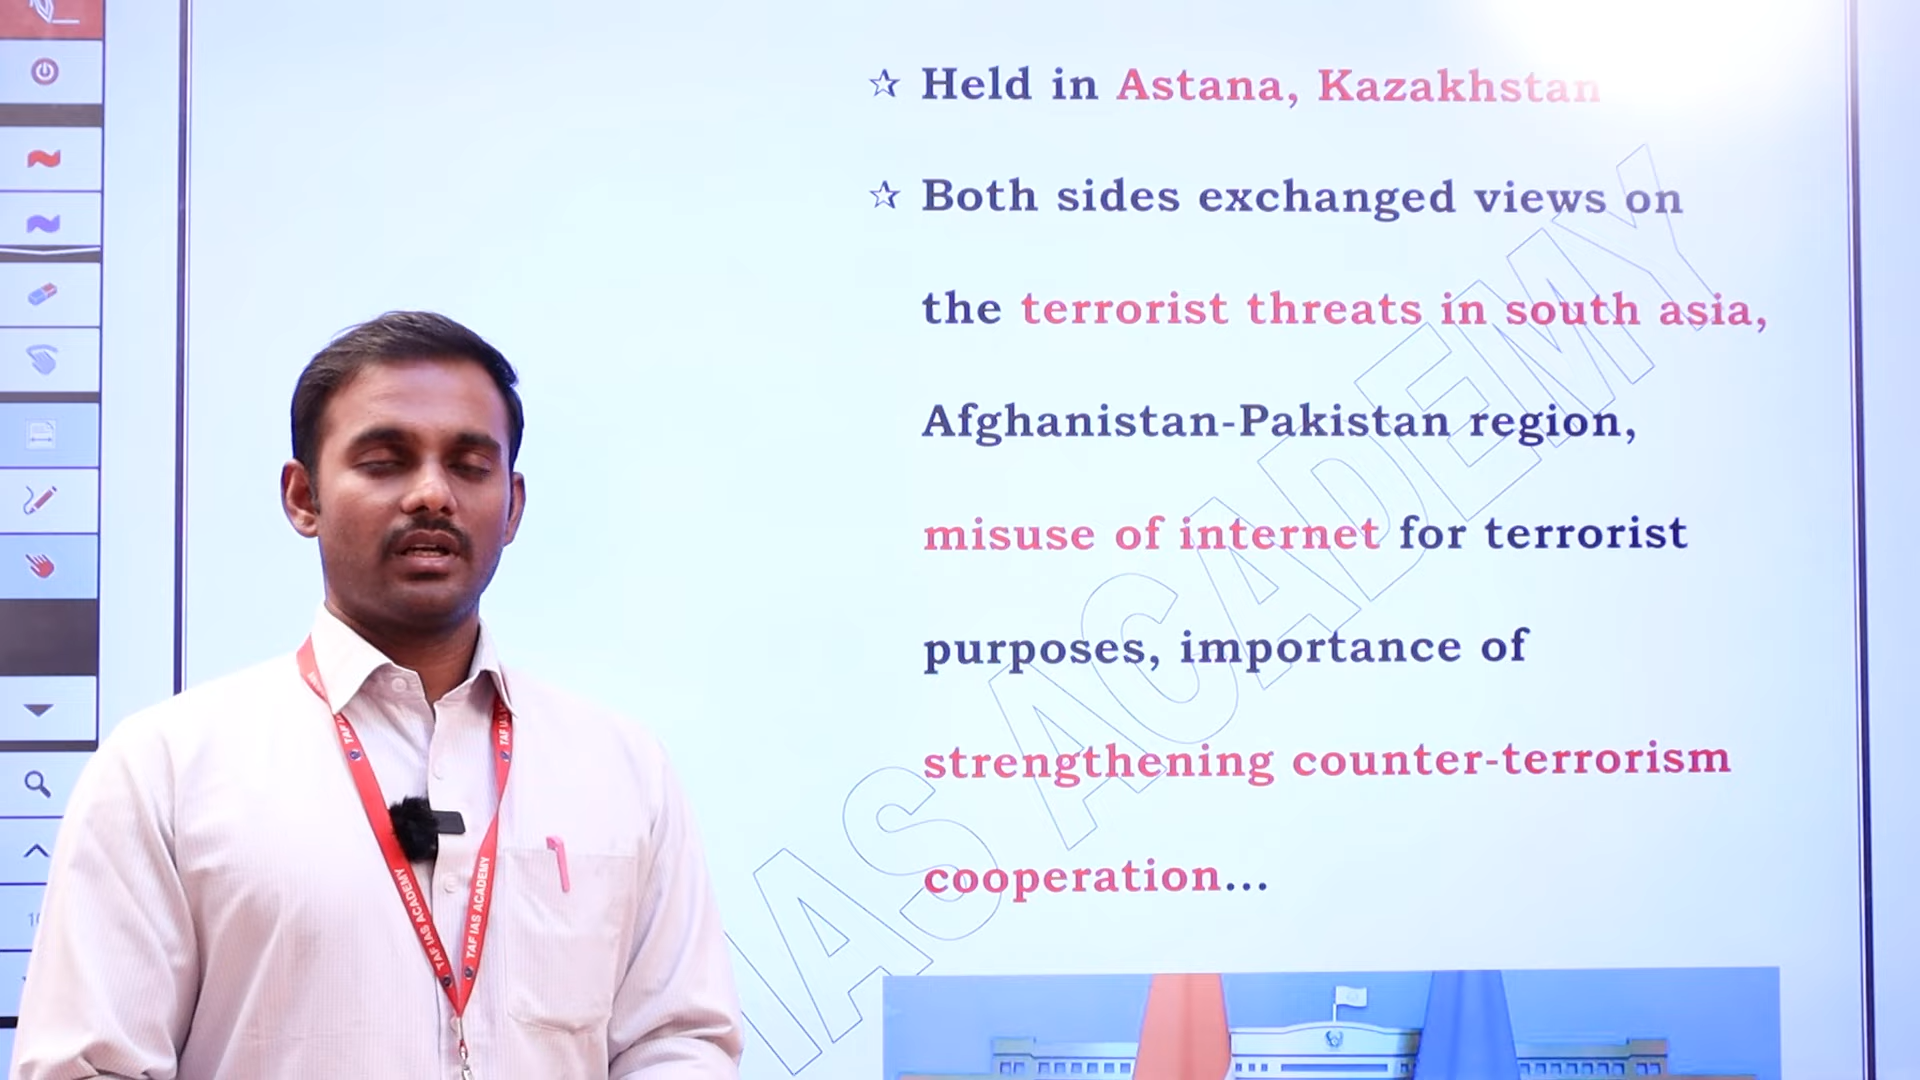 ☆ Held in Astana, Kazakhstan
☆ Both sides exchanged views on
the terrorist threats in south asia,
Afghanistan-Pakistan region,
misuse of internet for terrorist
purposes, importance of
strengthening counter-terrorism
cooperation...
IAS ACADEMY
TAF IAS ACADEMY
TAF IAS ACADEMY